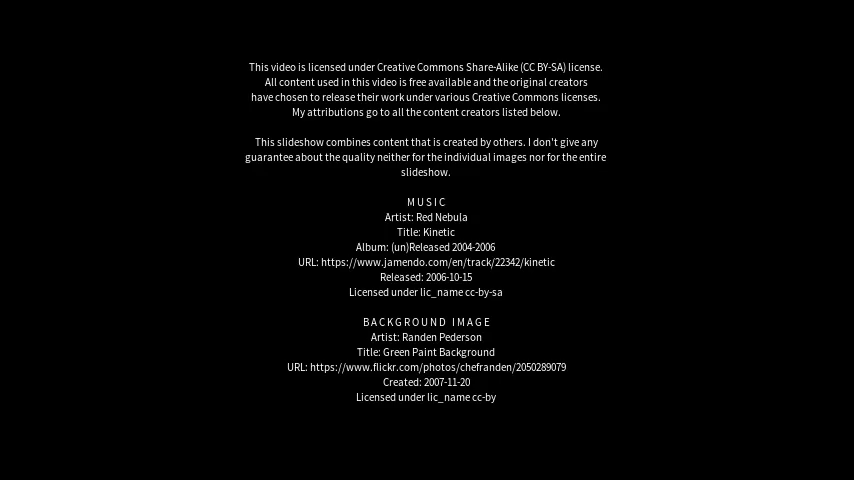 This video is licensed under Creative Commons Share-Alike (CC BY-SA) license.
All content used in this video is free available and the original creators
have chosen to release their work under various Creative Commons licenses.
My attributions go to all the content creators listed below.
This slideshow combines content that is created by others. I don't give any
guarantee about the quality neither for the individual images nor for the entire
slideshow.
MUSIC
Artist: Red Nebula
Title: Kinetic
Album: (un)Released 2004-2006
URL: https://www.jamendo.com/en/track/22342/kinetic
Released: 2006-10-15
Licensed under lic_name cc-by-sa
BACKGROUND IMAGE
Artist: Randen Pederson
Title: Green Paint Background
URL: https://www.flickr.com/photos/chefranden/2050289079
Created: 2007-11-20
Licensed under lic_name cc-by